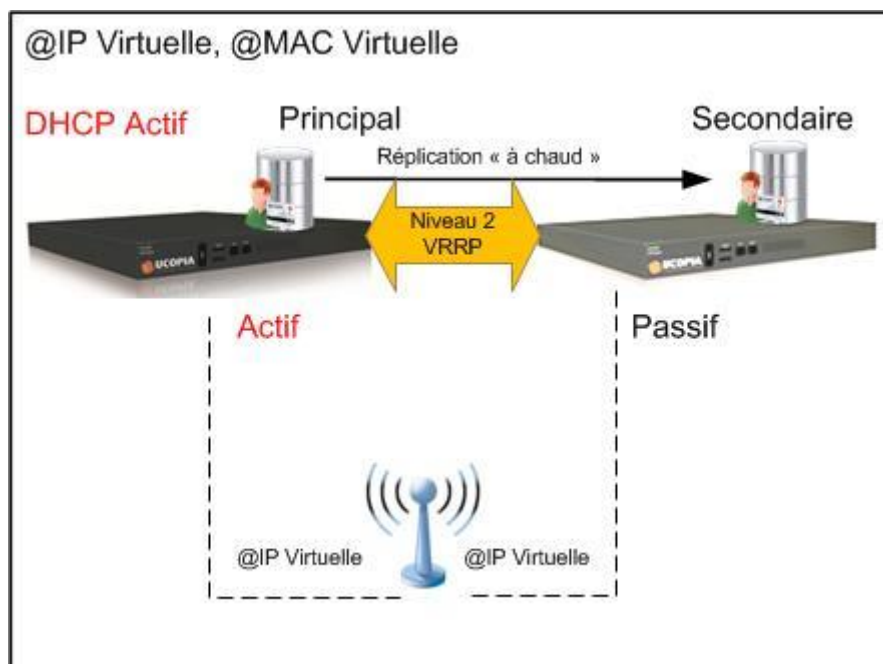 @IP Virtuelle, @MAC Virtuelle
DHCP Actif
Principal
Secondaire
Réplication « à chaud »
Niveau 2
VRRP
UCOPIA
UCOPIA
Actif
Passif
@IP Virtuelle
@IP Virtuelle